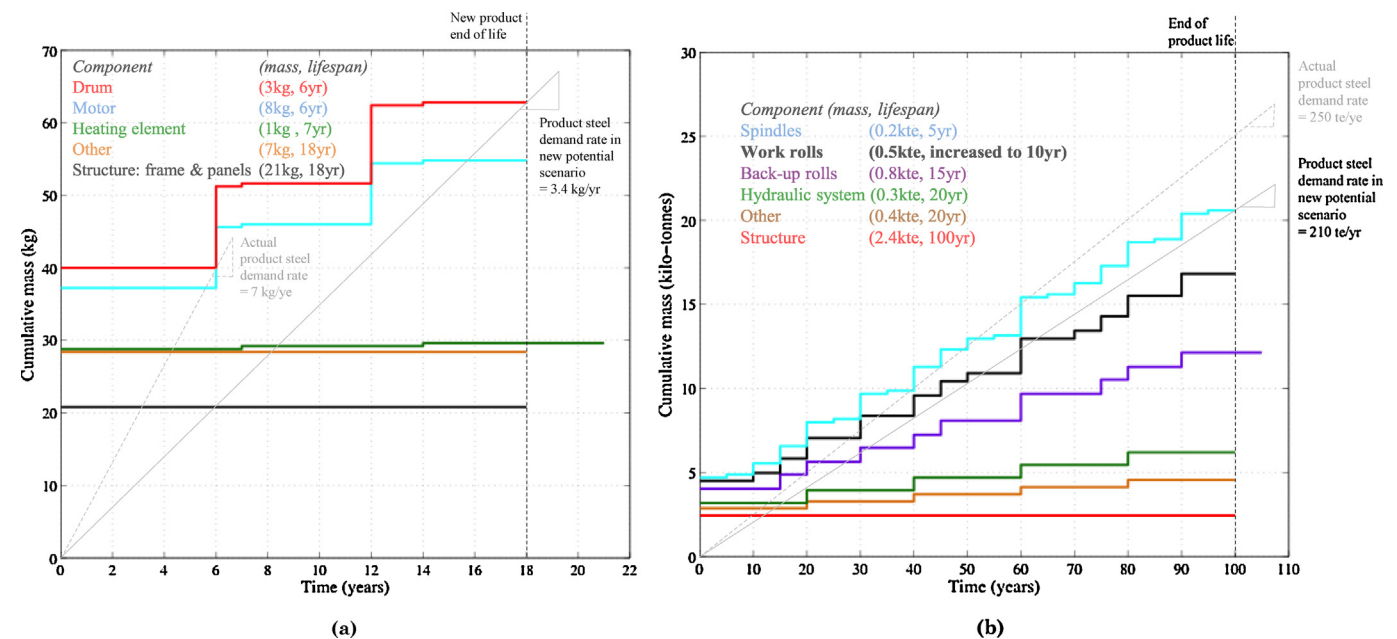 New product
end of life
70
60
50
40
30
20
10
0
Cumulative mass (kg)
Component (mass, lifespan)
Drum (3kg, 6yr)
Motor (8kg, 6yr)
Heating element (1kg , 7yr)
Other (7kg, 18yr)
Structure: frame & panels (21kg, 18yr)
Product steel
demand rate in
new potential
scenario
= 3.4 kg/yr
Actual
product steel
demand rate
= 7 kg/ye
0 2 4 6 8 10 12 14 16 18 20 22
Time (years)
(a)
End of
product life
30
25
20
15
10
5
0
Cumulative mass (kilo-tonnes)
Component (mass, lifespan)
Spindles (0.2kte, 5yr)
Work rolls (0.5kte, increased to 10yr)
Back-up rolls (0.8kte, 15yr)
Hydraulic system (0.3kte, 20yr)
Other (0.4kte, 20yr)
Structure (2.4kte, 100yr)
Actual
product steel
demand rate
= 250 te/ye
Product steel
demand rate in
new potential
scenario
= 210 te/yr
0 10 20 30 40 50 60 70 80 90 100 110
Time (years)
(b)